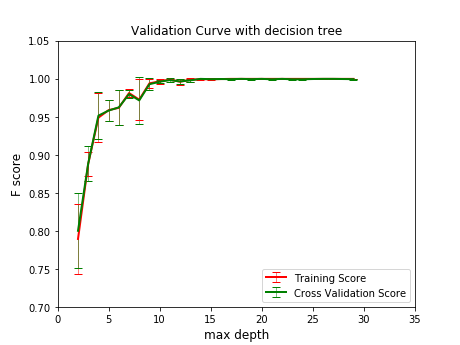 Validation Curve with decision tree
1.05
1.00
0.95
0.90
0.85
0.80
0.75
0.70
F score
0 5 10 15 20 25 30 35
max depth
Training Score
Cross Validation Score